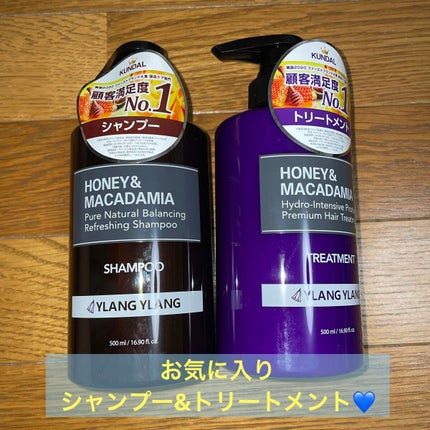 KUNDAL
顧客満足度
No.1
シャンプー
HONEY&
MACADAMIA
Pure Natural Balancing
Refreshing Shampoo
SHAMPOO
YLANG YLANG
500 ml / 16.90 fl.oz.
KUNDAL
顧客満足度
No.1
トリートメント
HONEY&
MACADAMIA
Hydro-Intensive
Premium Hair
TREATMENT
YLANG YLANG
500 ml / 16.90 fl.oz.
お気に入り
シャンプー&トリートメント💙